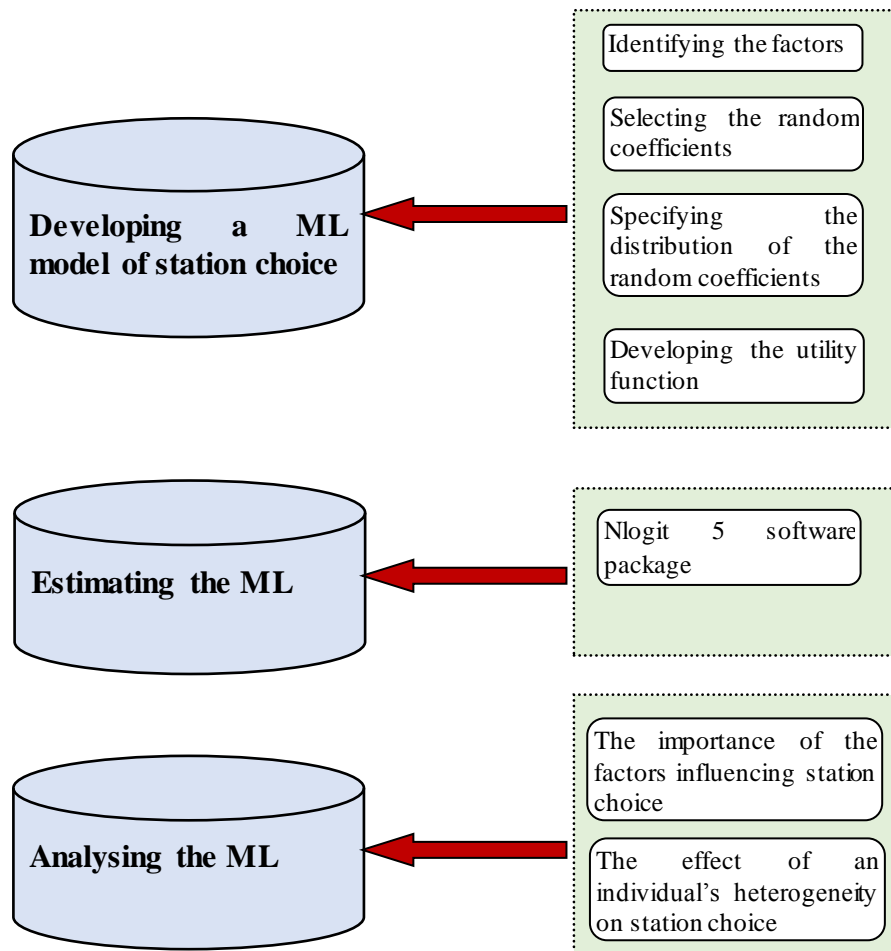 Identifying the factors
Selecting the random
coefficients
Developing a ML
model of station choice
Specifying the
distribution of the
random coefficients
Developing the utility
function
Estimating the ML
Nlogit 5 software
package
Analysing the ML
The importance of the
factors influencing station
choice
The effect of an
individual's heterogeneity
on station choice